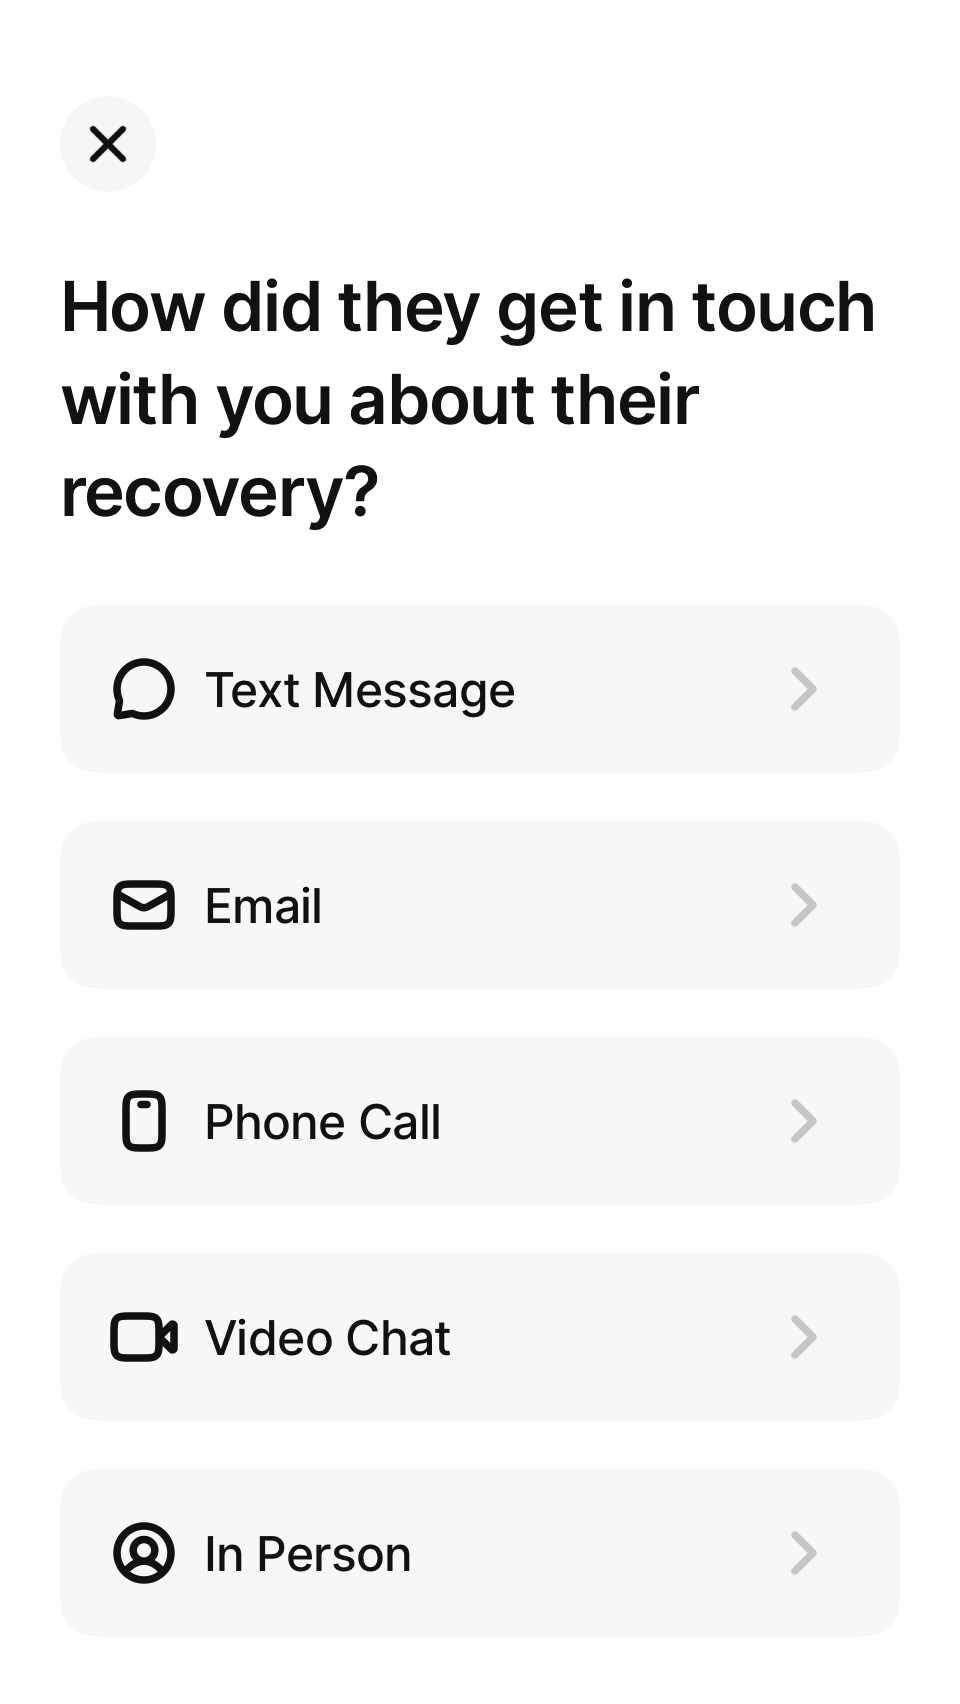 How did they get in touch
with you about their
recovery?
Text Message
Email
Phone Call
Video Chat
In Person